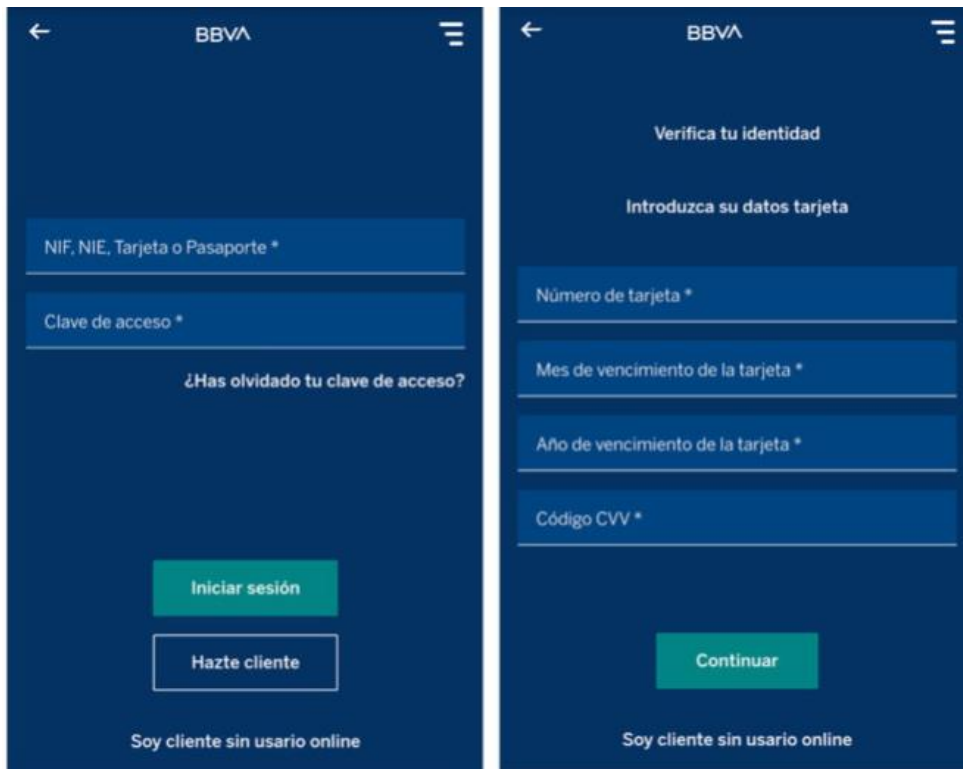 BBVA
NIF, NIE, Tarjeta o Pasaporte *
Clave de acceso *
¿Has olvidado tu clave de acceso?
Iniciar sesión
Hazte cliente
Soy cliente sin usario online
BBVA
Verifica tu identidad
Introduzca su datos tarjeta
Número de tarjeta *
Mes de vencimiento de la tarjeta *
Año de vencimiento de la tarjeta *
Código CVV *
Continuar
Soy cliente sin usario online